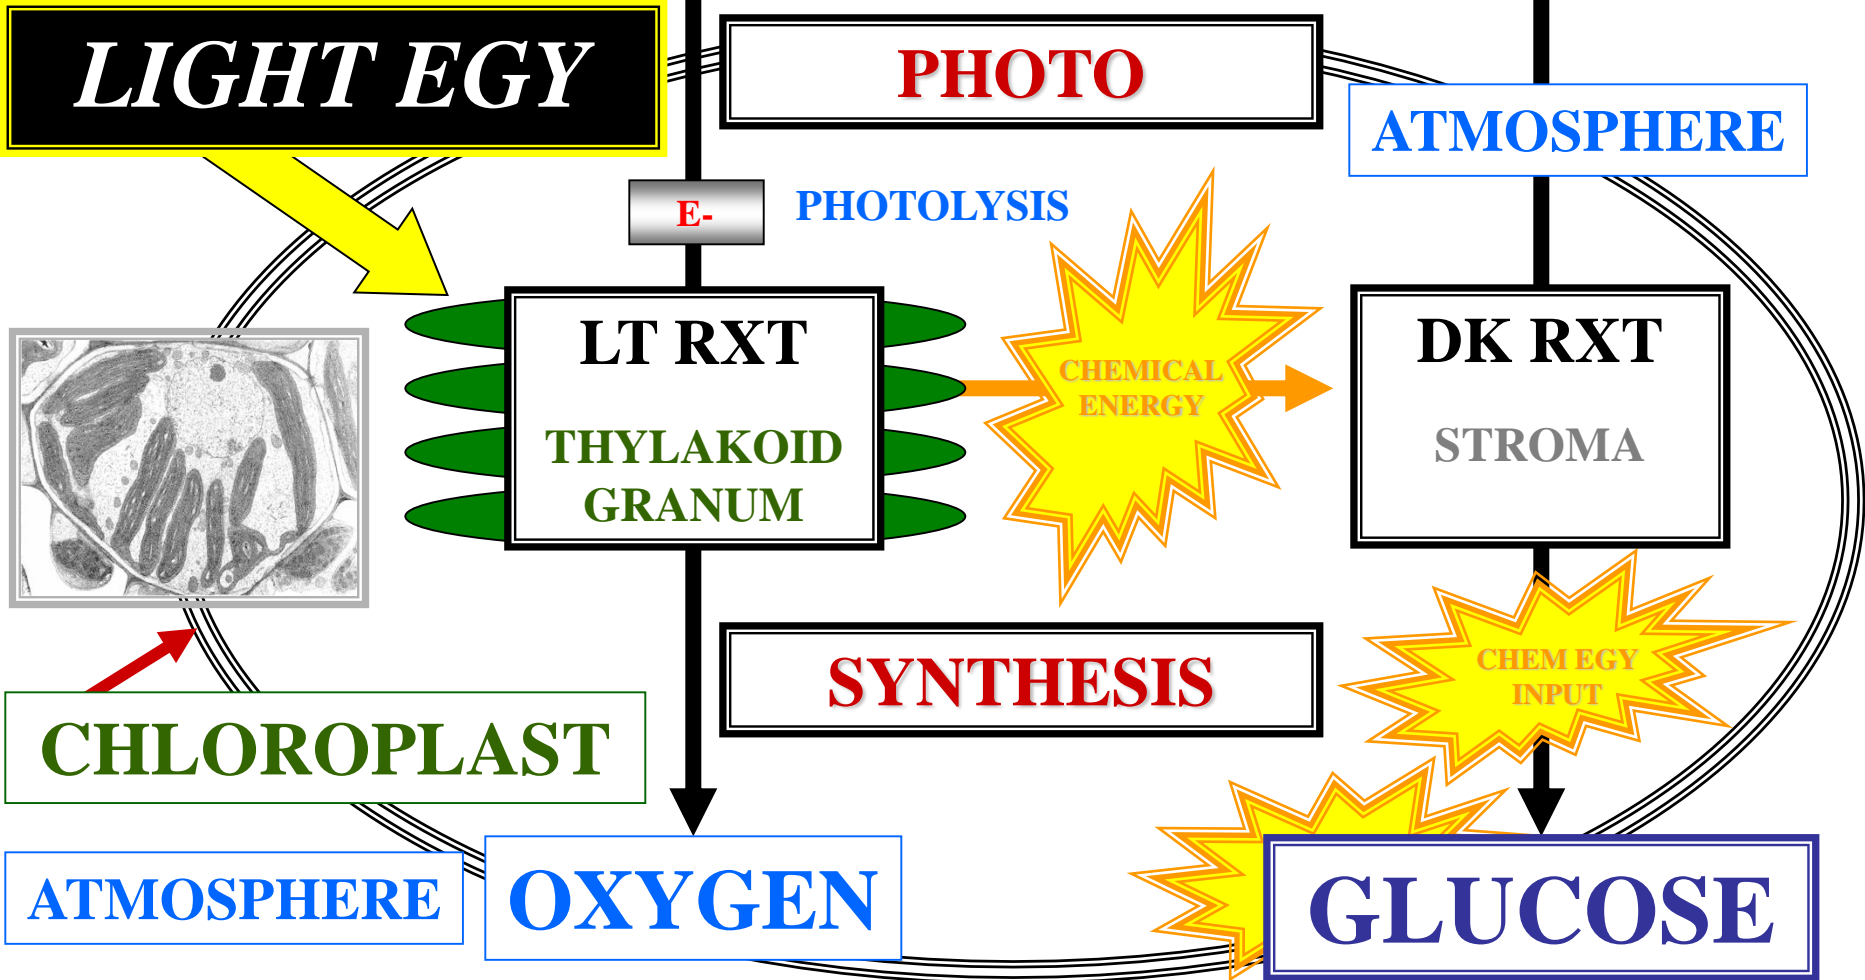 LIGHT EGY
PHOTO
ATMOSPHERE
E-
PHOTOLYSIS
LT RXT
THYLAKOID
GRANUM
CHEMICAL
ENERGY
DK RXT
STROMA
SYNTHESIS
CHEM EGY
INPUT
CHLOROPLAST
ATMOSPHERE
OXYGEN
GLUCOSE